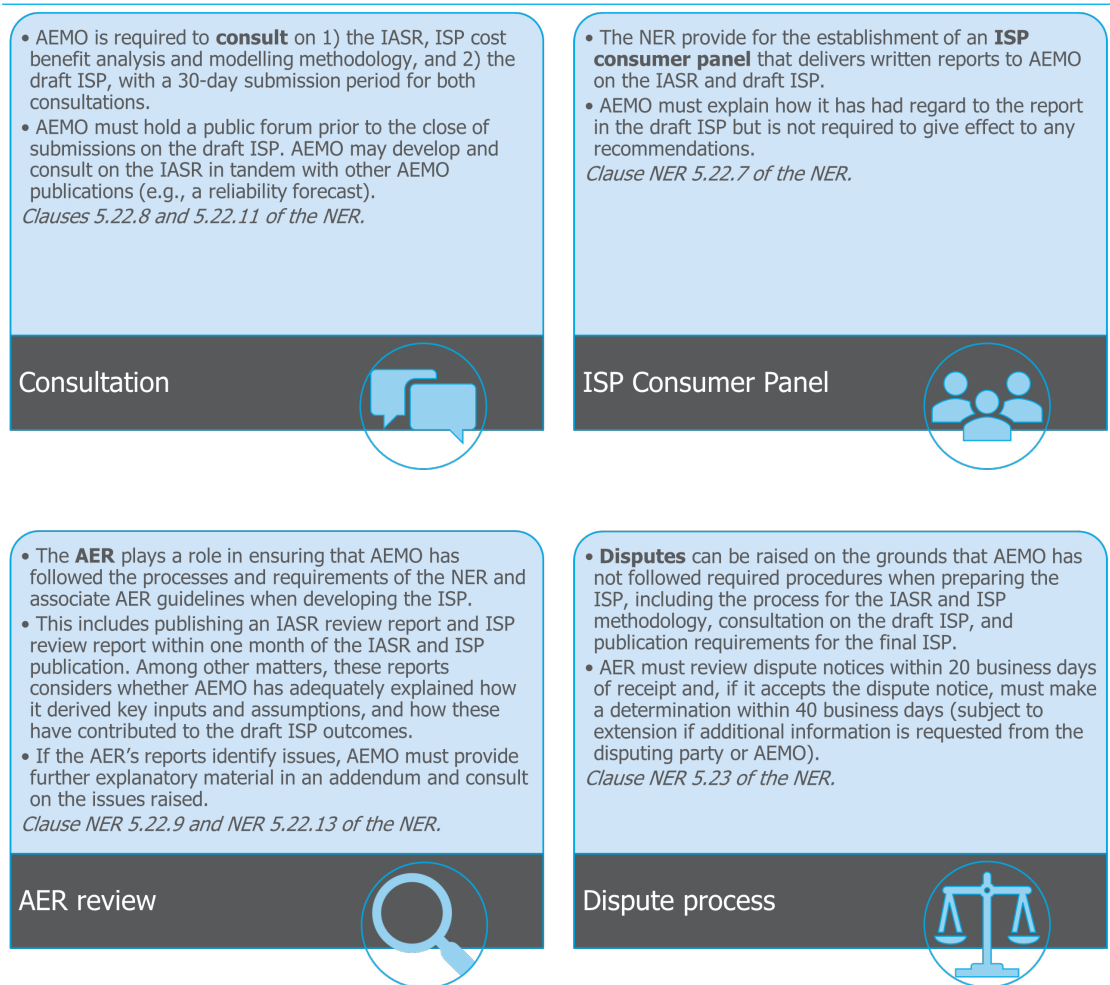 • AEMO is required to consult on 1) the IASR, ISP cost
benefit analysis and modelling methodology, and 2) the
draft ISP, with a 30-day submission period for both
consultations.
• AEMO must hold a public forum prior to the close of
submissions on the draft ISP. AEMO may develop and
consult on the IASR in tandem with other AEMO
publications (e.g., a reliability forecast).
Clauses 5.22.8 and 5.22.11 of the NER.
Consultation
• The NER provide for the establishment of an ISP
consumer panel that delivers written reports to AEMO
on the IASR and draft ISP.
• AEMO must explain how it has had regard to the report
in the draft ISP but is not required to give effect to any
recommendations.
Clause NER 5.22.7 of the NER.
ISP Consumer Panel
• The AER plays a role in ensuring that AEMO has
followed the processes and requirements of the NER and
associate AER guidelines when developing the ISP.
• This includes publishing an IASR review report and ISP
review report within one month of the IASR and ISP
publication. Among other matters, these reports
considers whether AEMO has adequately explained how
it derived key inputs and assumptions, and how these
have contributed to the draft ISP outcomes.
• If the AER's reports identify issues, AEMO must provide
further explanatory material in an addendum and consult
on the issues raised.
Clause NER 5.22.9 and NER 5.22.13 of the NER.
AER review
• Disputes can be raised on the grounds that AEMO has
not followed required procedures when preparing the
ISP, including the process for the IASR and ISP
methodology, consultation on the draft ISP, and
publication requirements for the final ISP.
• AER must review dispute notices within 20 business days
of receipt and, if it accepts the dispute notice, must make
a determination within 40 business days (subject to
extension if additional information is requested from the
disputing party or AEMO).
Clause NER 5.23 of the NER.
Dispute process